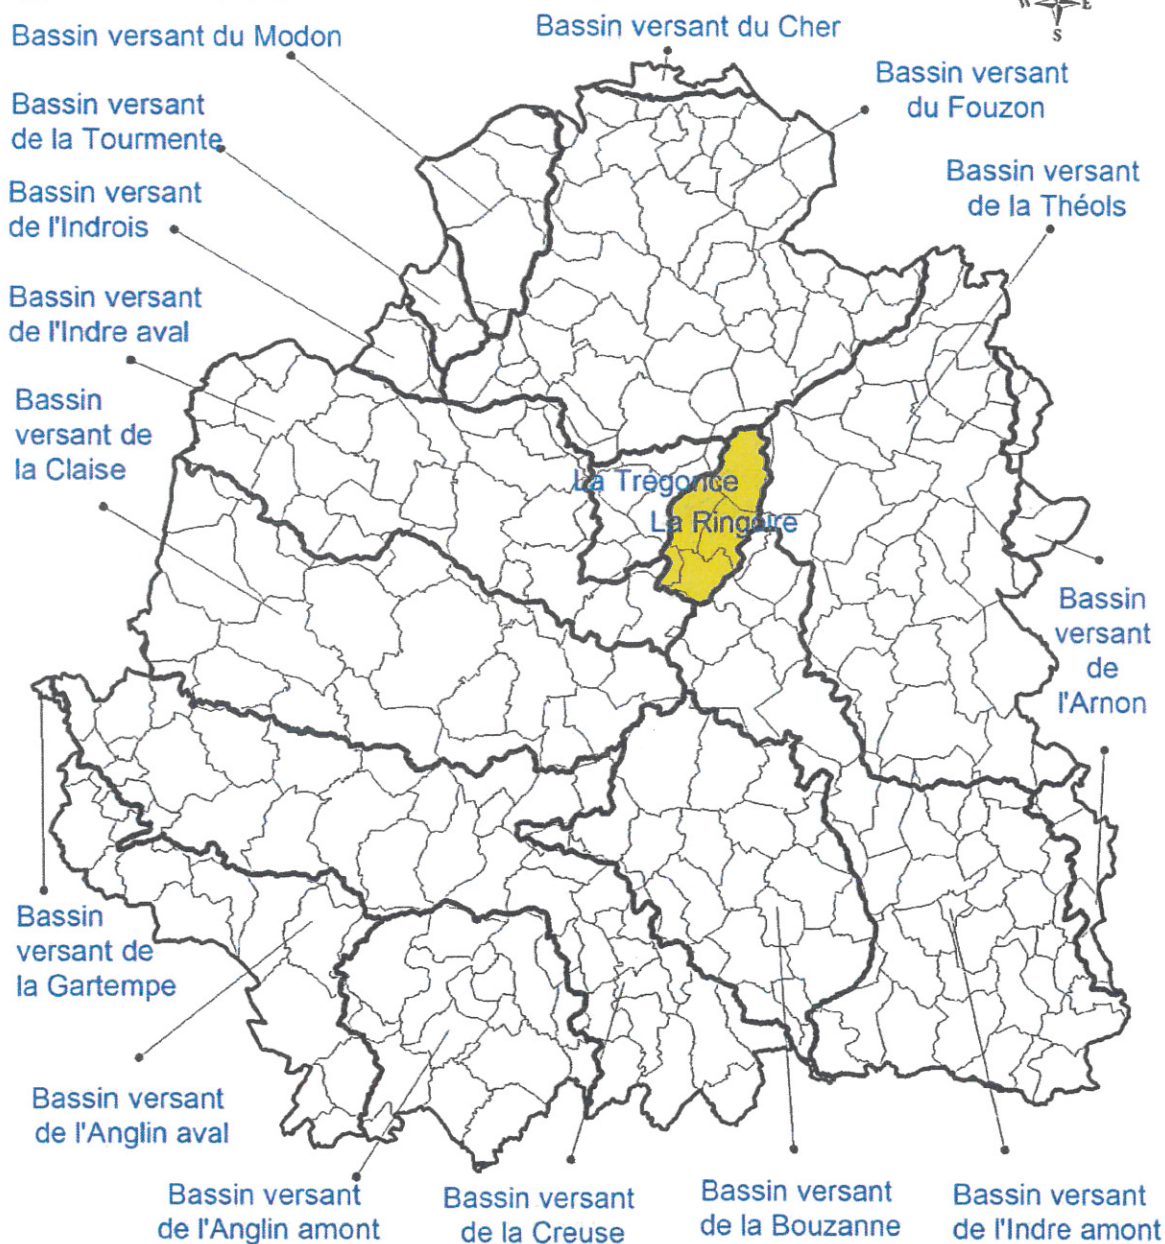 W E
S
Bassin versant du Modon
Bassin versant du Cher
Bassin versant
du Fouzon
Bassin versant
de la Tourmente
Bassin versant
de la Théols
Bassin versant
de l'Indrois
Bassin versant
de l'Indre aval
Bassin
versant de
la Claise
La Trégonce
La Ringoire
Bassin
versant
de
l'Arnon
Bassin
versant de
la Gartempe
Bassin versant
de l'Anglin aval
Bassin versant
de l'Anglin amont
Bassin versant
de la Creuse
Bassin versant
de la Bouzanne
Bassin versant
de l'Indre amont